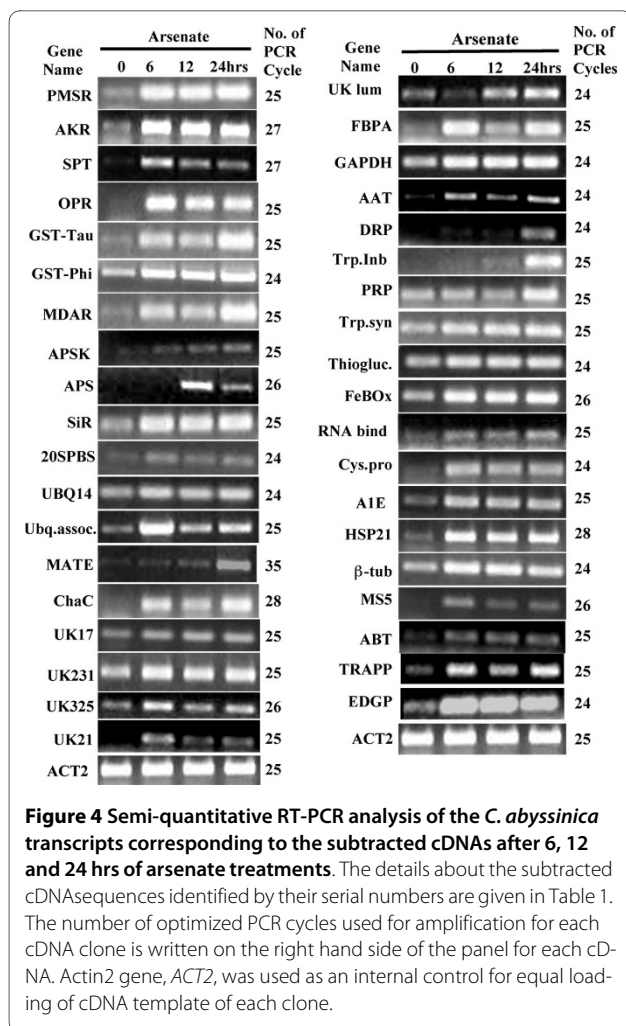 Gene Name
Arsenate
No. of PCR Cycle
0 6 12 24hrs
PMSR 25
AKR 27
SPT 27
OPR 25
GST-Tau 25
GST-Phi 24
MDAR 25
APSK 25
APS 26
SiR 25
20SPBS 24
UBQ14 24
Ubq.assoc. 25
MATE 35
ChaC 28
UK17 25
UK231 25
UK325 26
UK21 25
ACT2 25
Gene Name
Arsenate
No. of PCR Cycles
0 6 12 24hrs
UK lum 24
FBPA 25
GAPDH 24
AAT 24
DRP 24
Trp.Inb 25
PRP 25
Trp.syn 25
Thiogluc. 24
FeBOx 26
RNA bind 25
Cys.pro 24
A1E 25
HSP21 28
β-tub 24
MS5 26
ABT 25
TRAPP 25
EDGP 24
ACT2 25
Figure 4 Semi-quantitative RT-PCR analysis of the C. abyssinica
transcripts corresponding to the subtracted cDNAs after 6, 12
and 24 hrs of arsenate treatments. The details about the subtracted
cDNAsequences identified by their serial numbers are given in Table 1.
The number of optimized PCR cycles used for amplification for each
cDNA clone is written on the right hand side of the panel for each cD-
NA. Actin2 gene, ACT2, was used as an internal control for equal load-
ing of cDNA template of each clone.